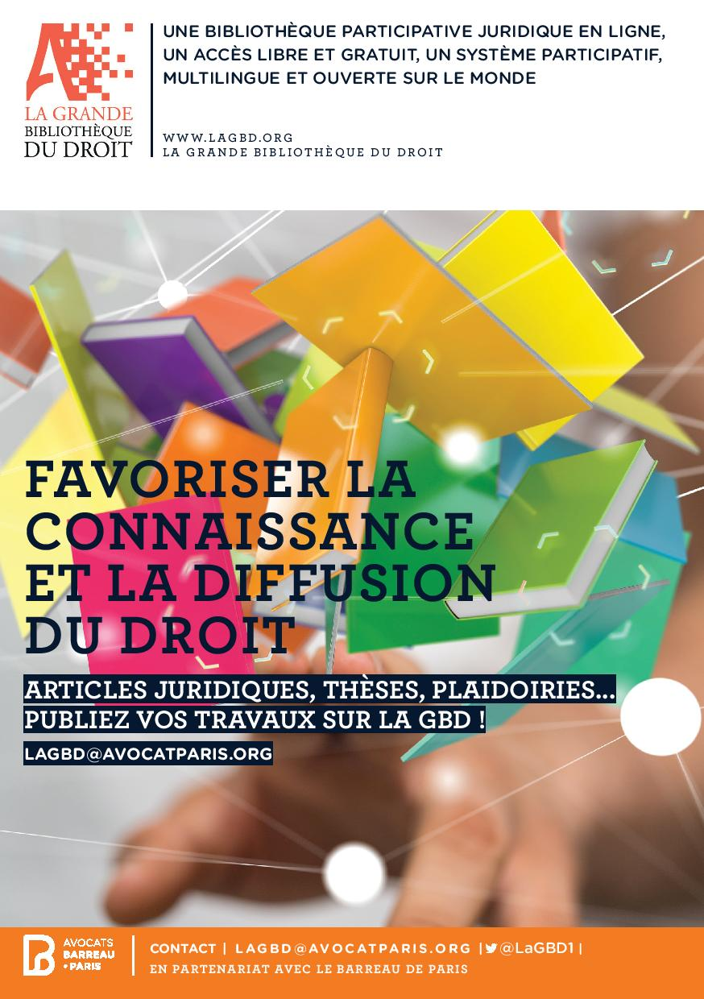 UNE BIBLIOTHÈQUE PARTICIPATIVE JURIDIQUE EN LIGNE,
UN ACCÈS LIBRE ET GRATUIT, UN SYSTÈME PARTICIPATIF,
MULTILINGUE ET OUVERTE SUR LE MONDE
LA GRANDE
BIBLIOTHÈQUE
DU DROIT
WWW.LAGBD.ORG
LA GRANDE BIBLIOTHÈQUE DU DROIT
FAVORISER LA
CONNAISSANCE
ET LA DIFFUSION
DU DROIT
ARTICLES JURIDIQUES, THÈSES, PLAIDOIRIES...
PUBLIEZ VOS TRAVAUX SUR LA GBD !
LAGBD@AVOCATPARIS.ORG
AVOCATS
BARREAU
• PARIS
CONTACT | LAGBD@AVOCATPARIS.ORG | @LaGBD1 |
EN PARTENARIAT AVEC LE BARREAU DE PARIS